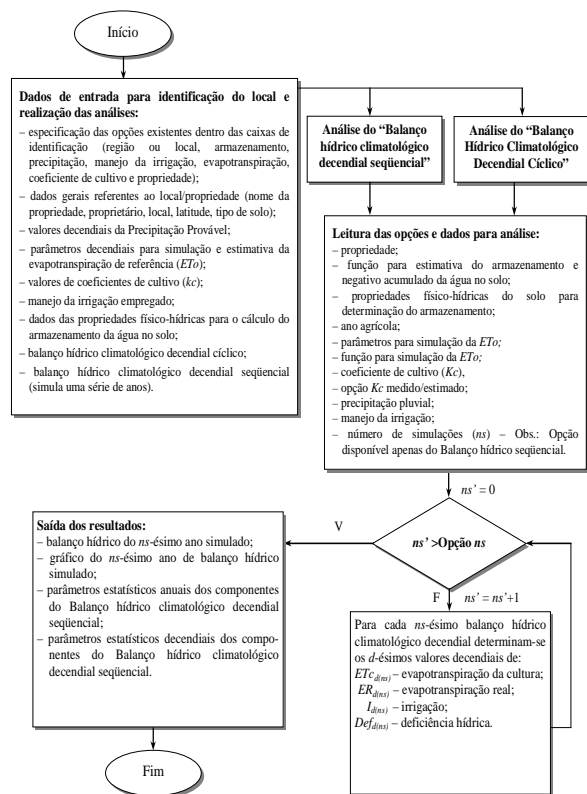 Início
Dados de entrada para identificação do local e
realização das análises:
– especificação das opções existentes dentro das caixas de
identificação (região ou local, armazenamento,
precipitação, manejo da irrigação, evapotranspiração,
coeficiente de cultivo e propriedade);
– dados gerais referentes ao local/propriedade (nome da
propriedade, proprietário, local, latitude, tipo de solo);
– valores decendiais da Precipitação Provável;
– parâmetros decendiais para simulação e estimativa da
evapotranspiração de referência (ETo);
– valores de coeficientes de cultivo (kc);
– manejo da irrigação empregado;
– dados das propriedades físico-hídricas para o cálculo do
armazenamento da água no solo;
– balanço hídrico climatológico decendial cíclico;
– balanço hídrico climatológico decendial seqüencial
(simula uma série de anos).
Análise do “Balanço
hídrico climatológico
decendial seqüencial”
Análise do “Balanço
Hídrico Climatológico
Decendial Cíclico”
Leitura das opções e dados para análise:
– propriedade;
– função para estimativa do armazenamento e
negativo acumulado da água no solo;
– propriedades físico-hídricas do solo para
determinação do armazenamento;
– ano agrícola;
– parâmetros para simulação da ETo;
– função para simulação da ETo;
– coeficiente de cultivo (Kc),
– opção Kc medido/estimado;
– precipitação pluvial;
– manejo da irrigação;
– número de simulações (ns) – Obs.: Opção
disponível apenas do Balanço hídrico seqüencial.
ns’ = 0
V
ns’ >Opção ns
F ns’ = ns’+1
Saída dos resultados:
– balanço hídrico do ns-ésimo ano simulado;
– gráfico do ns-ésimo ano de balanço hídrico
simulado;
– parâmetros estatísticos anuais dos componentes
do Balanço hídrico climatológico decendial
seqüencial;
– parâmetros estatísticos decendiais dos compo-
nentes do Balanço hídrico climatológico
decendial seqüencial.
Para cada ns-ésimo balanço hídrico
climatológico decendial determinam-se
os d-ésimos valores decendiais de:
ETc d(ns) – evapotranspiração da cultura;
ER d(ns) – evapotranspiração real;
I d(ns) – irrigação;
Def d(ns) – deficiência hídrica.
Fim